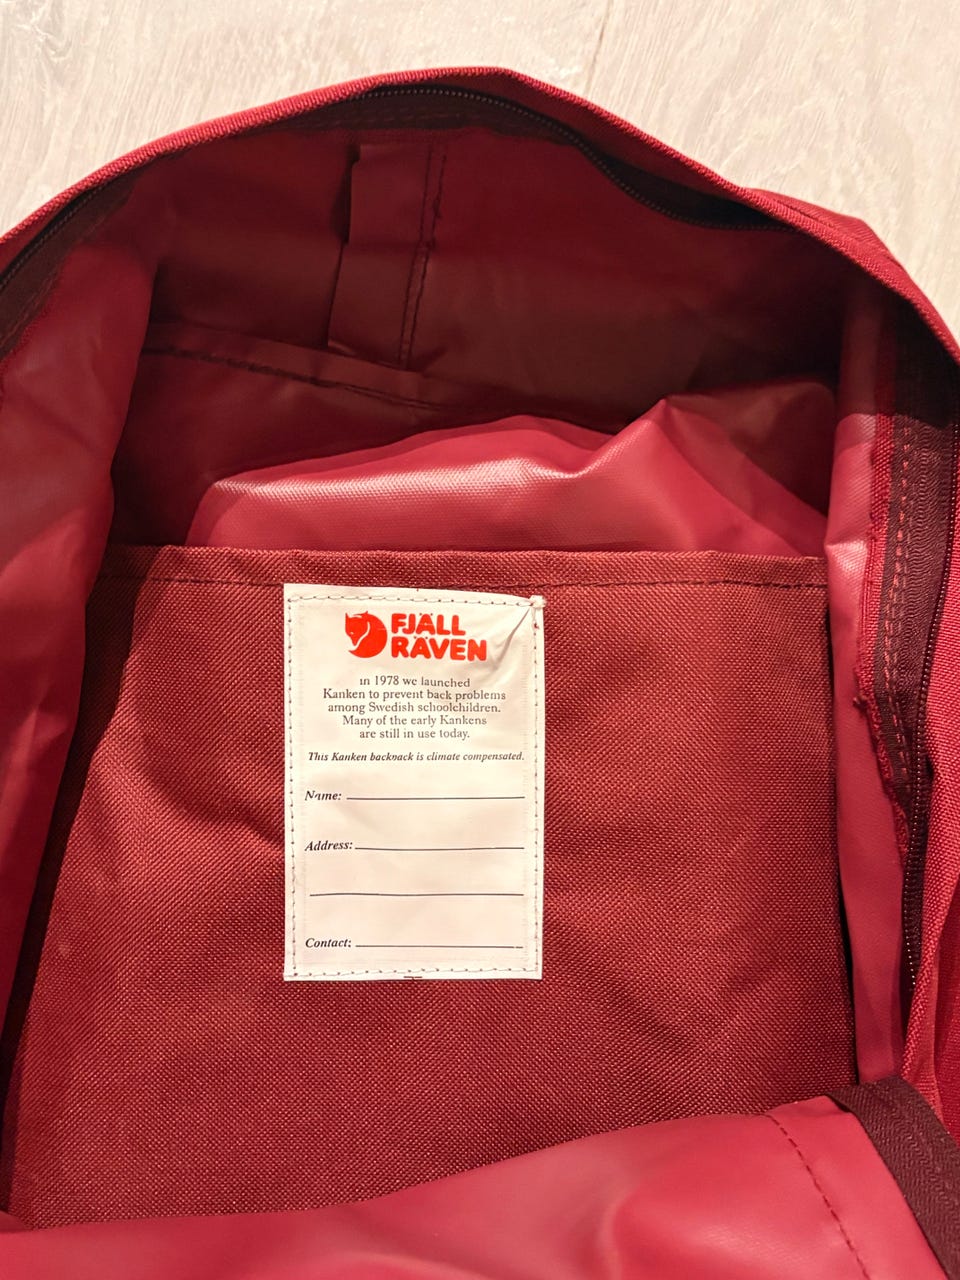 FJÄLL
RÄVEN
in 1978 we launched
Kanken to prevent back problems
among Swedish schoolchildren.
Many of the early Kankens
are still in use today.
This Kanken backpack is climate compensated.
Name:
Address:
Contact: